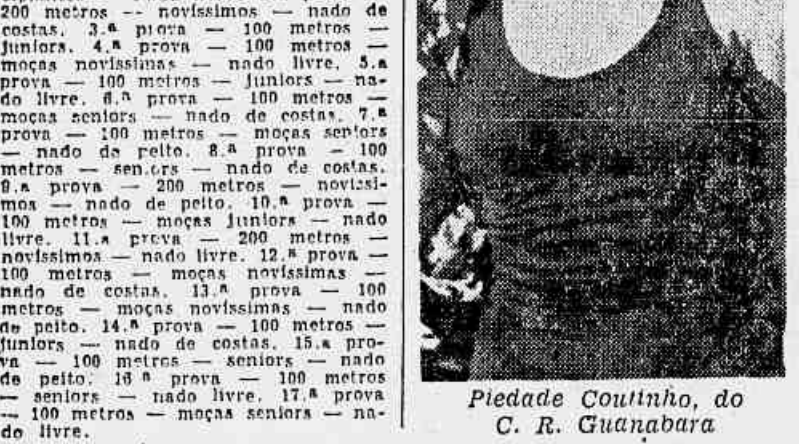 200 metros -- novíssimos — nado de
costas. 3.ª prova — 100 metros —
juniors. 4.ª prova — 100 metros —
moças novíssimas — nado livre. 5.a
prova — 100 metros — juniors — na-
do livre. 6.ª prova — 100 metros —
moças seniors — nado de costas. 7.ª
prova — 100 metros — moças seniors
— nado de peito. 8.ª prova — 100
metros — seniors — nado de costas.
9.a prova — 200 metros — novissi-
mos — nado de peito. 10.ª prova —
100 metros — moças juniors — nado
livre. 11.a prova — 200 metros —
novíssimos — nado livre. 12.ª prova —
100 metros — moças novíssimas —
nado de costas. 13.ª prova — 100
metros — moças novíssimas — nado
de peito. 14.ª prova — 100 metros —
juniors — nado de costas. 15.a pro-
va — 100 metros — seniors — nado
de peito. 16 ª prova — 100 metros
— seniors — nado livre. 17.ª prova
— 100 metros — moças seniors — na-
do livre.
Piedade Coutinho, do
C. R. Guanabara